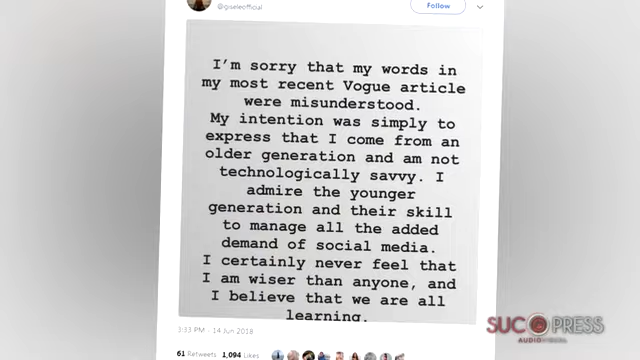 @giseleofficial
Follow
I'm sorry that my words in
my most recent Vogue article
were misunderstood.
My intention was simply to
express that I come from an
older generation and am not
technologically savvy. I
admire the younger
generation and their skill
to manage all the added
demand of social media.
I certainly never feel that
I am wiser than anyone, and
I believe that we are all
learning.
3:33 PM - 14 Jun 2018
61 Retweets 1,094 Likes
SUCOPRESS
AUDIOVISUAL